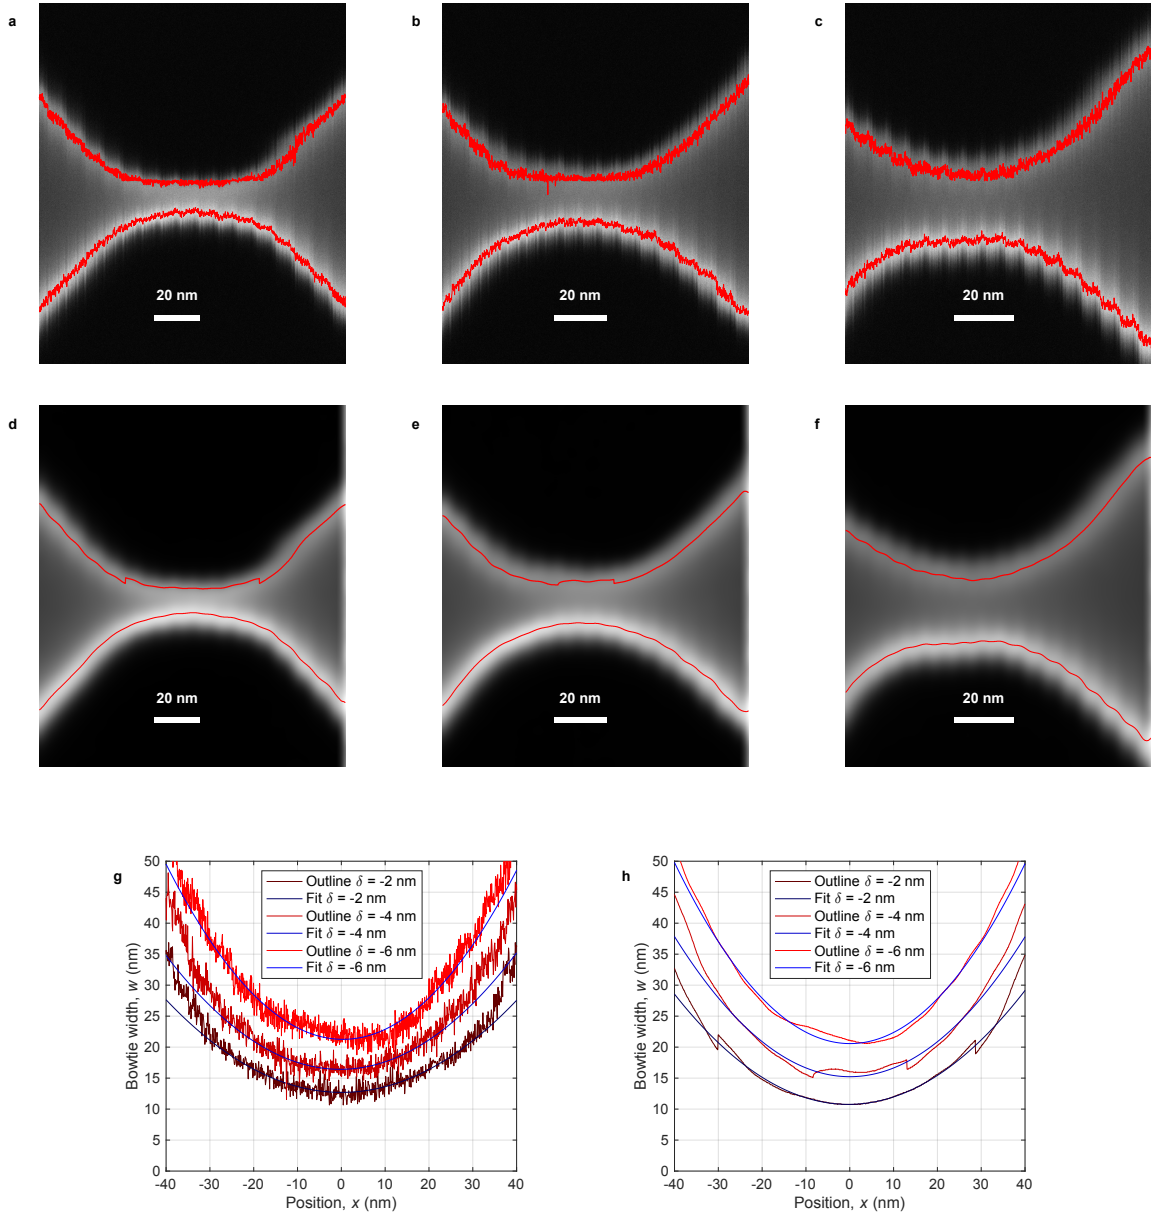 a
b
c
20 nm
20 nm
20 nm
d
e
f
20 nm
20 nm
20 nm
g
50
45
40
35
30
25
20
15
10
5
0
Bowtie width, w (nm)
Outline δ = -2 nm
Fit δ = -2 nm
Outline δ = -4 nm
Fit δ = -4 nm
Outline δ = -6 nm
Fit δ = -6 nm
-40 -30 -20 -10 0 10 20 30 40
Position, x (nm)
h
50
45
40
35
30
25
20
15
10
5
0
Bowtie width, w (nm)
Outline δ = -2 nm
Fit δ = -2 nm
Outline δ = -4 nm
Fit δ = -4 nm
Outline δ = -6 nm
Fit δ = -6 nm
-40 -30 -20 -10 0 10 20 30 40
Position, x (nm)